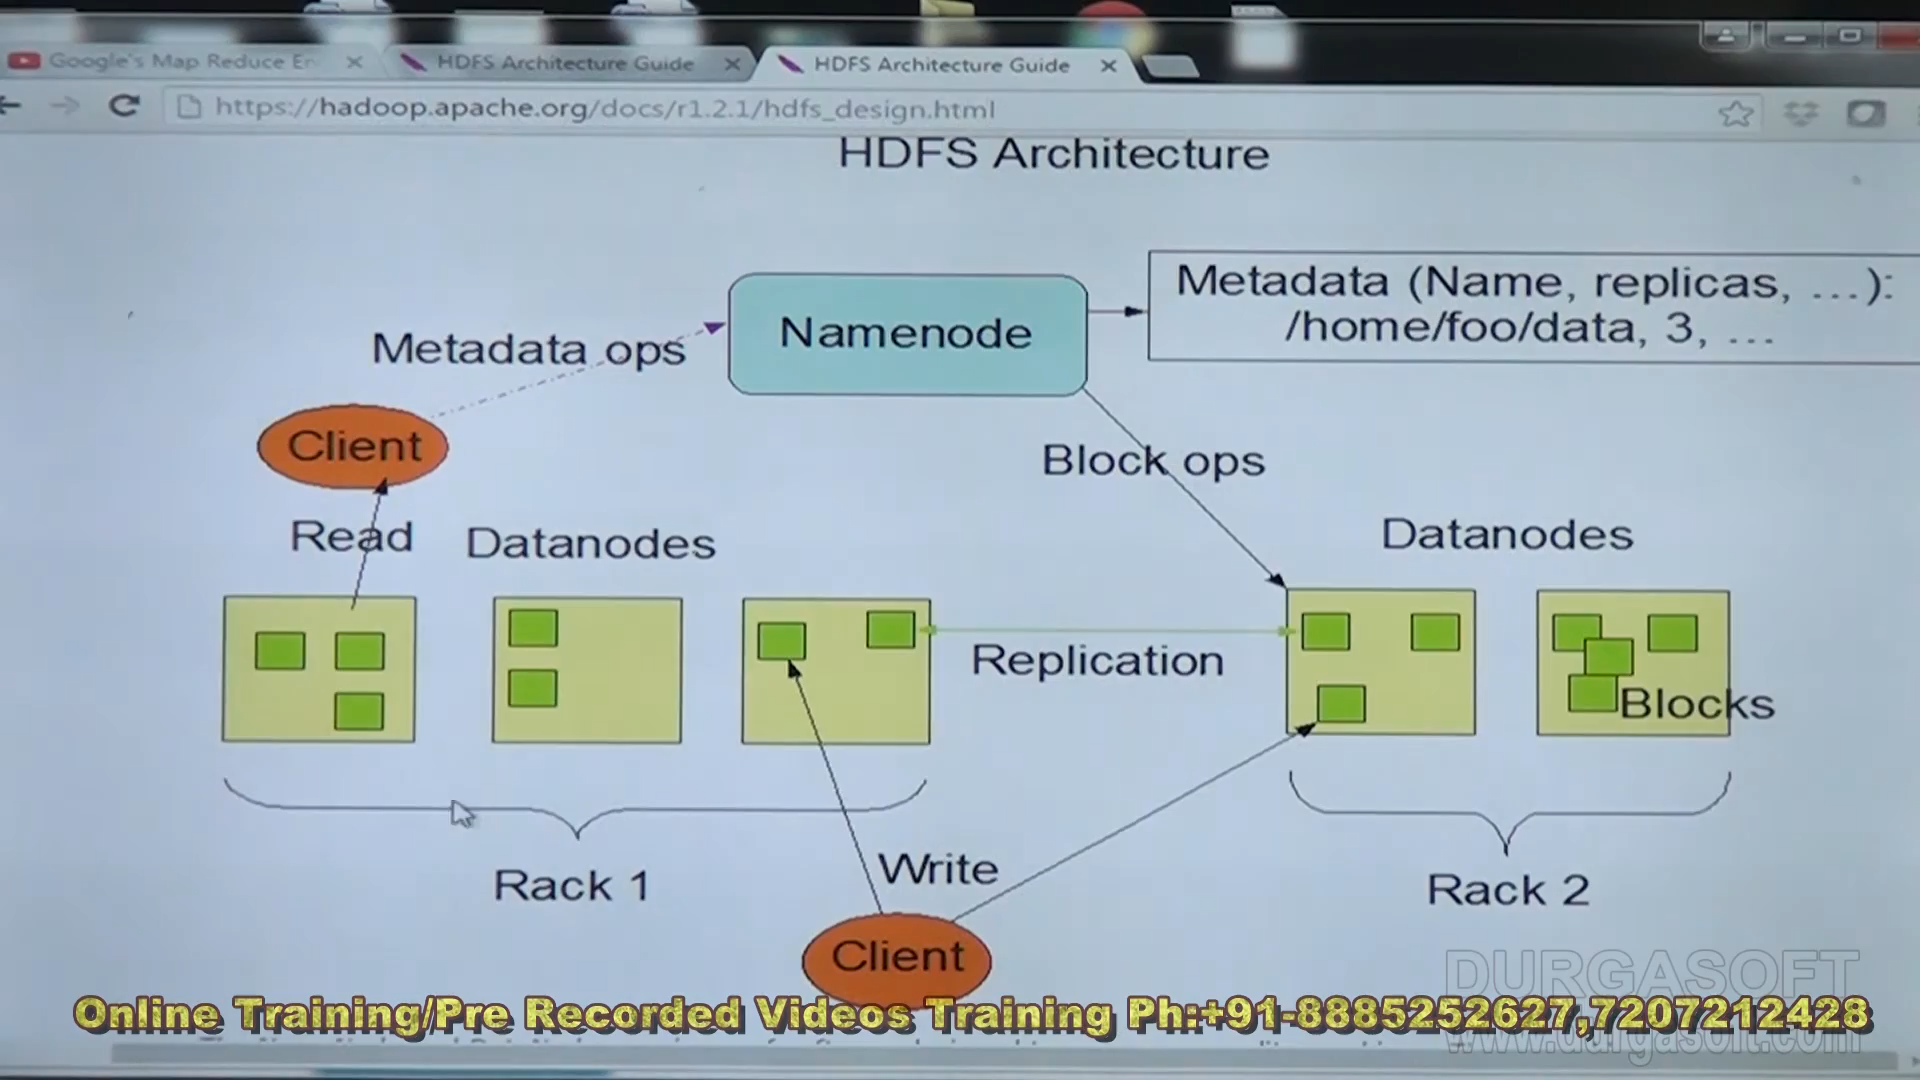 Google's Map Reduce En
HDFS Architecture Guide
HDFS Architecture Guide
https://hadoop.apache.org/docs/r1.2.1/hdfs_design.html
HDFS Architecture
Metadata (Name, replicas, ...):
/home/foo/data, 3, ...
Namenode
Metadata ops
Client
Block ops
Read
Datanodes
Datanodes
Replication
Blocks
Rack 1
Write
Rack 2
Client
DURGASOFT
Online Training/Pre Recorded Videos Training Ph:+91-8885252627,7207212428
www.durgasoft.com